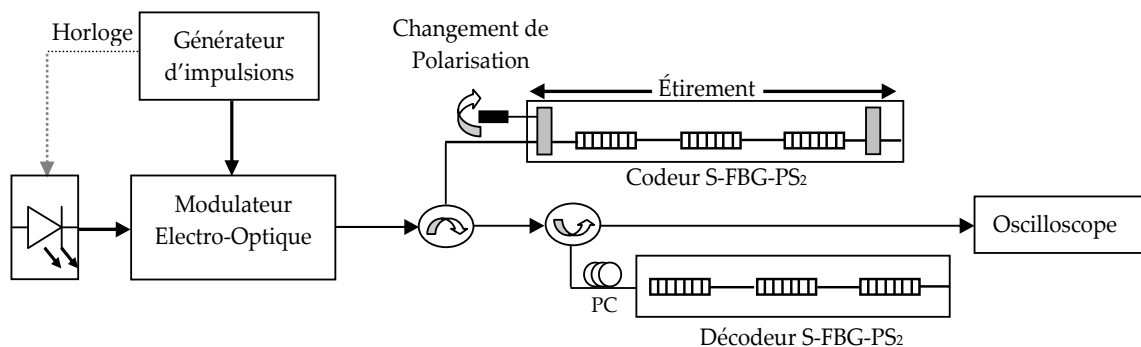 Horloge
Générateur
d’impulsions
Changement de
Polarisation
Étirement
Codeur S-FBG-PS2
Modulateur
Electro-Optique
Oscilloscope
PC
Décodeur S-FBG-PS2